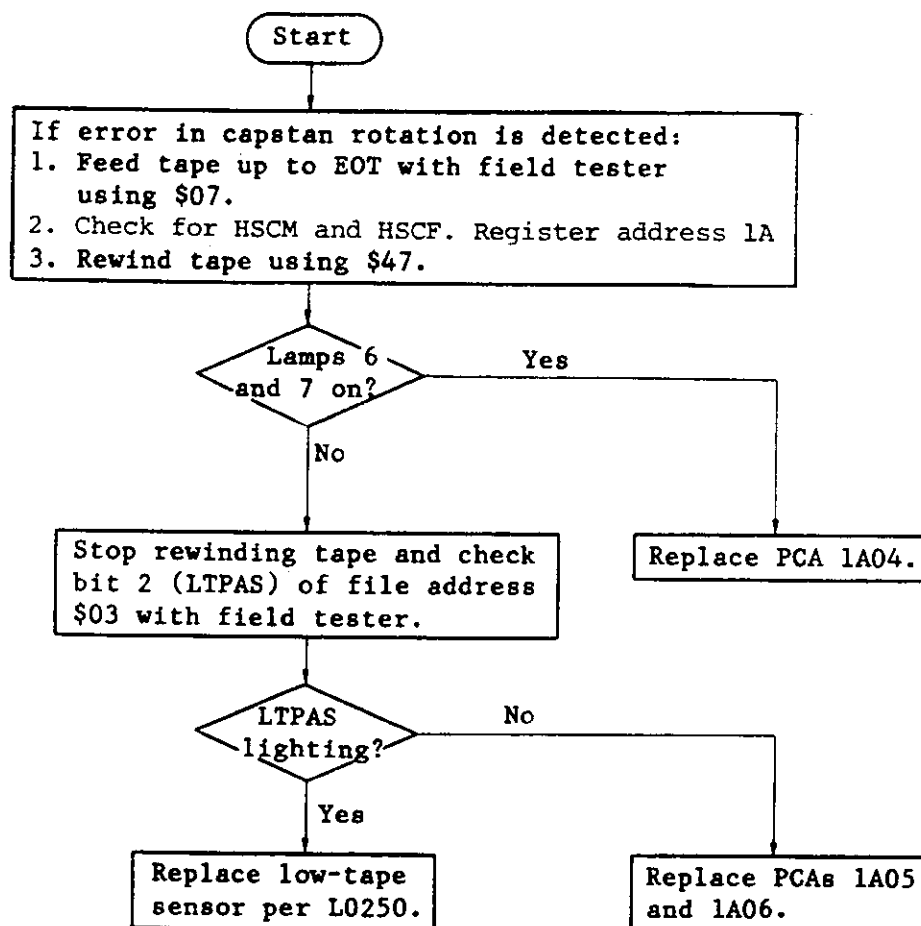 Start
If error in capstan rotation is detected:
1. Feed tape up to EOT with field tester
using $07.
2. Check for HSCM and HSCF. Register address 1A
3. Rewind tape using $47.
Lamps 6
and 7 on?
Yes
No
Stop rewinding tape and check
bit 2 (LTPAS) of file address
$03 with field tester.
Replace PCA 1A04.
LTPAS
lighting?
No
Yes
Replace low-tape
sensor per L0250.
Replace PCAs 1A05
and 1A06.